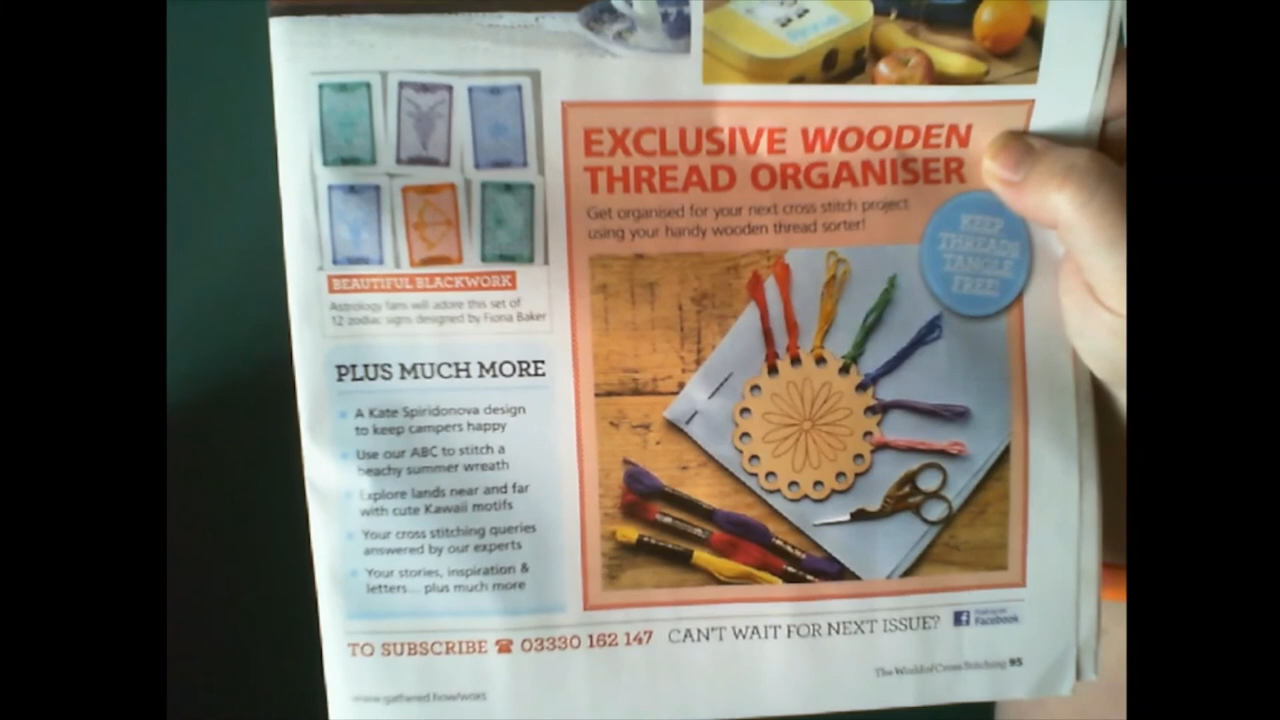 BEAUTIFUL BLACKWORK
Astrology fans will adore this set of
12 zodiac signs designed by Fiona Baker
PLUS MUCH MORE
A Kate Spiridonova design
to keep campers happy
Use our ABC to stitch a
beachy summer wreath
Explore lands near and far
with cute Kawaii motifs
Your cross stitching queries
answered by our experts
Your stories, inspiration &
letters... plus much more
EXCLUSIVE WOODEN
THREAD ORGANISER
Get organised for your next cross stitch project
using your handy wooden thread sorter!
KEEP
THREADS
TANGLE
FREE!
TO SUBSCRIBE ☎ 03330 162 147 CAN'T WAIT FOR NEXT ISSUE?
Facebook
The World of Cross Stitching 95
www.gathered.how/woxs